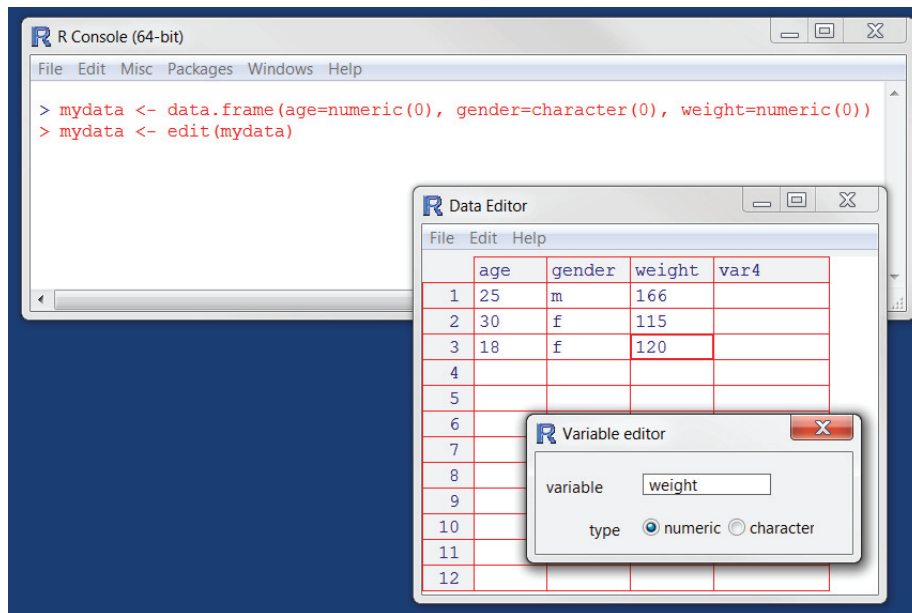 R Console (64-bit)
File Edit Misc Packages Windows Help
> mydata <- data.frame(age=numeric(0), gender=character(0), weight=numeric(0))
> mydata <- edit(mydata)
Data Editor
File Edit Help
age gender weight var4
1 25 m 166
2 30 f 115
3 18 f 120
4
5
6
7
8
9
10
11
12
Variable editor
variable weight
type numeric character